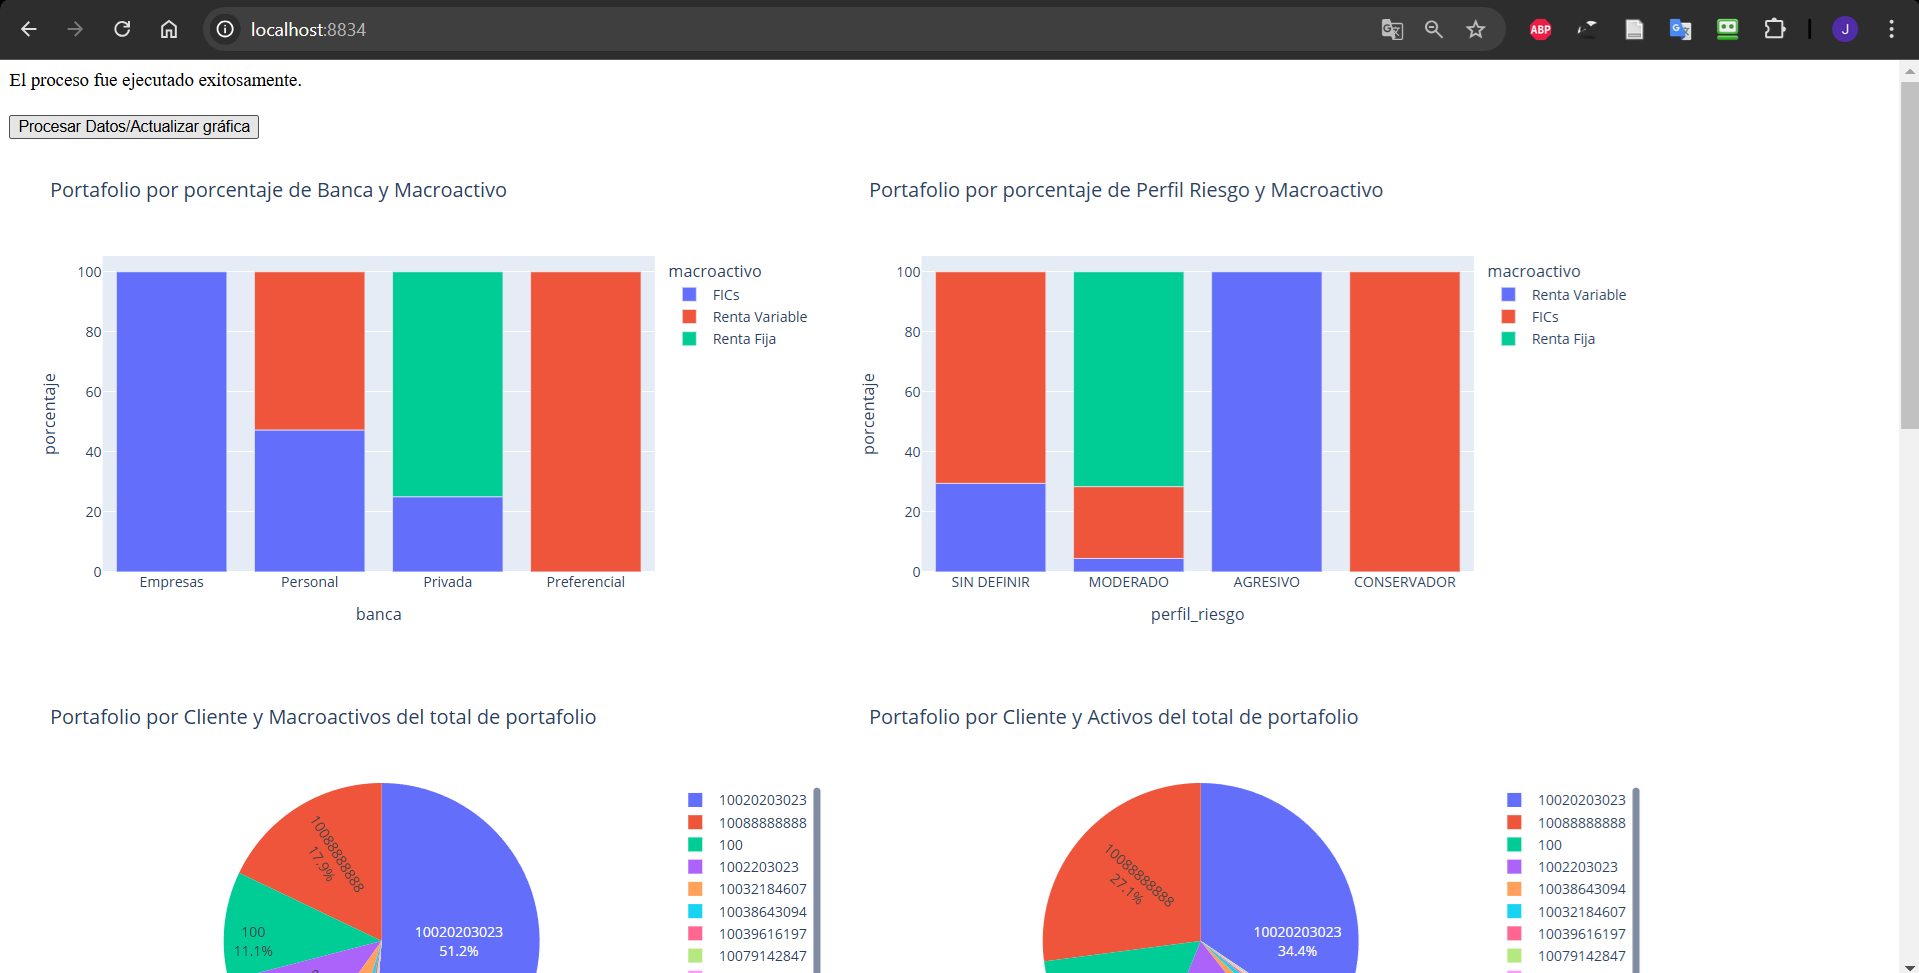 localhost:8834
ABP
J
El proceso fue ejecutado exitosamente.
Procesar Datos/Actualizar gráfica
Portafolio por porcentaje de Banca y Macroactivo
100
80
60
40
20
0
porcentaje
Empresas
Personal
Privada
Preferencial
banca
macroactivo
FICs
Renta Variable
Renta Fija
Portafolio por porcentaje de Perfil Riesgo y Macroactivo
100
80
60
40
20
0
porcentaje
SIN DEFINIR
MODERADO
AGRESIVO
CONSERVADOR
perfil_riesgo
macroactivo
Renta Variable
FICs
Renta Fija
Portafolio por Cliente y Macroactivos del total de portafolio
10088888888
17.9%
100
11.1%
10020203023
51.2%
10020203023
10088888888
100
1002203023
10032184607
10038643094
10039616197
10079142847
Portafolio por Cliente y Activos del total de portafolio
10088888888
27.1%
10020203023
34.4%
10020203023
10088888888
100
1002203023
10038643094
10032184607
10039616197
10079142847